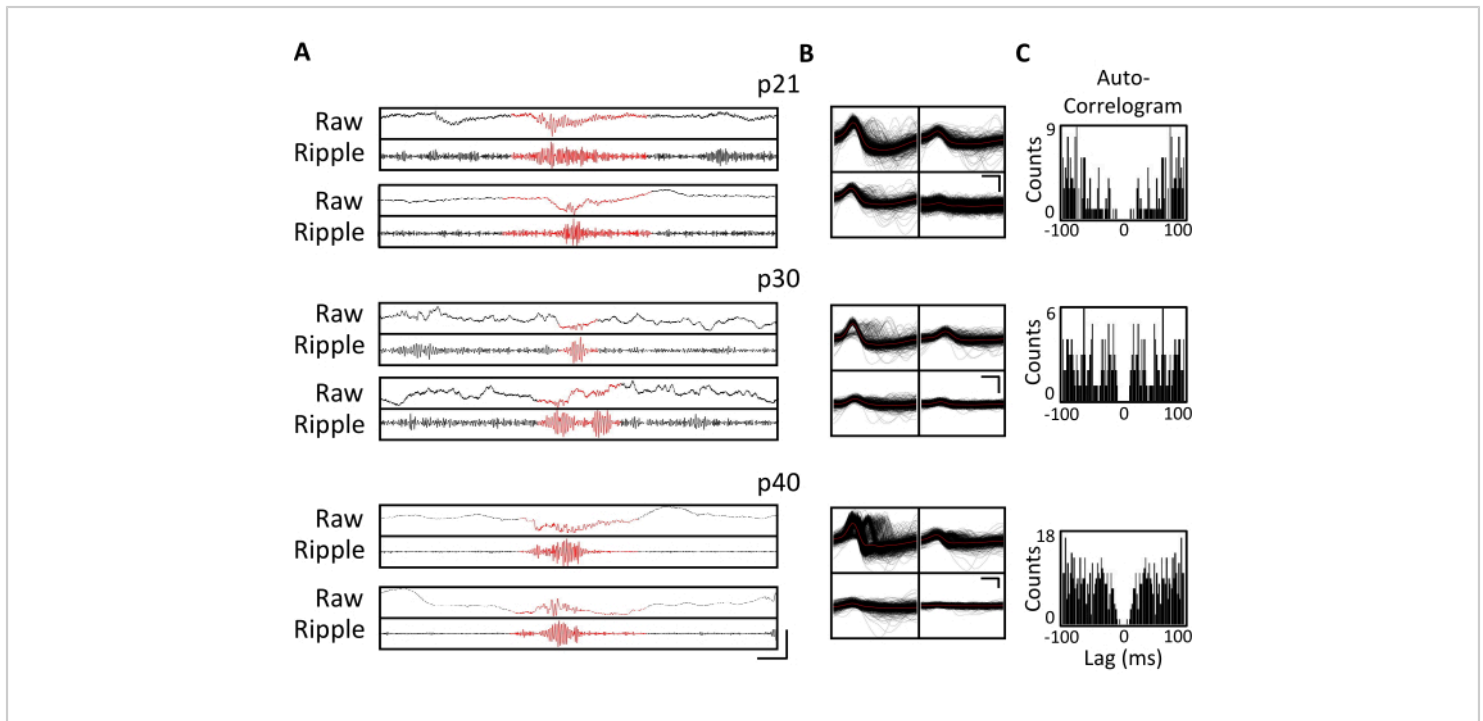 A
B
C
p21
Auto-
Correlogram
Raw
Ripple
Raw
Ripple
9
Counts
0
-100 0 100
p30
Raw
Ripple
Raw
Ripple
6
Counts
0
-100 0 100
p40
Raw
Ripple
Raw
Ripple
18
Counts
0
-100 0 100
Lag (ms)